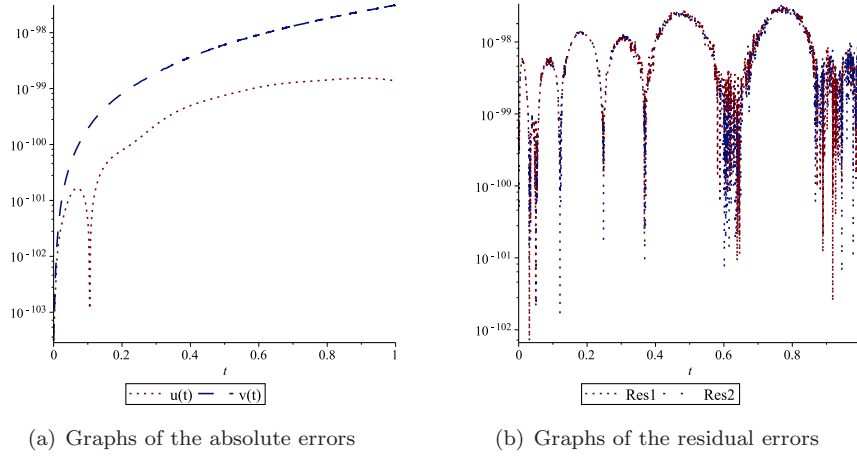 10^-98
10^-99
10^-100
10^-101
10^-102
10^-103
0 0.2 0.4 0.6 0.8 1
t
u(t) v(t)
(a) Graphs of the absolute errors
10^-98
10^-99
10^-100
10^-101
10^-102
0 0.2 0.4 0.6 0.8
t
Res1 Res2
(b) Graphs of the residual errors